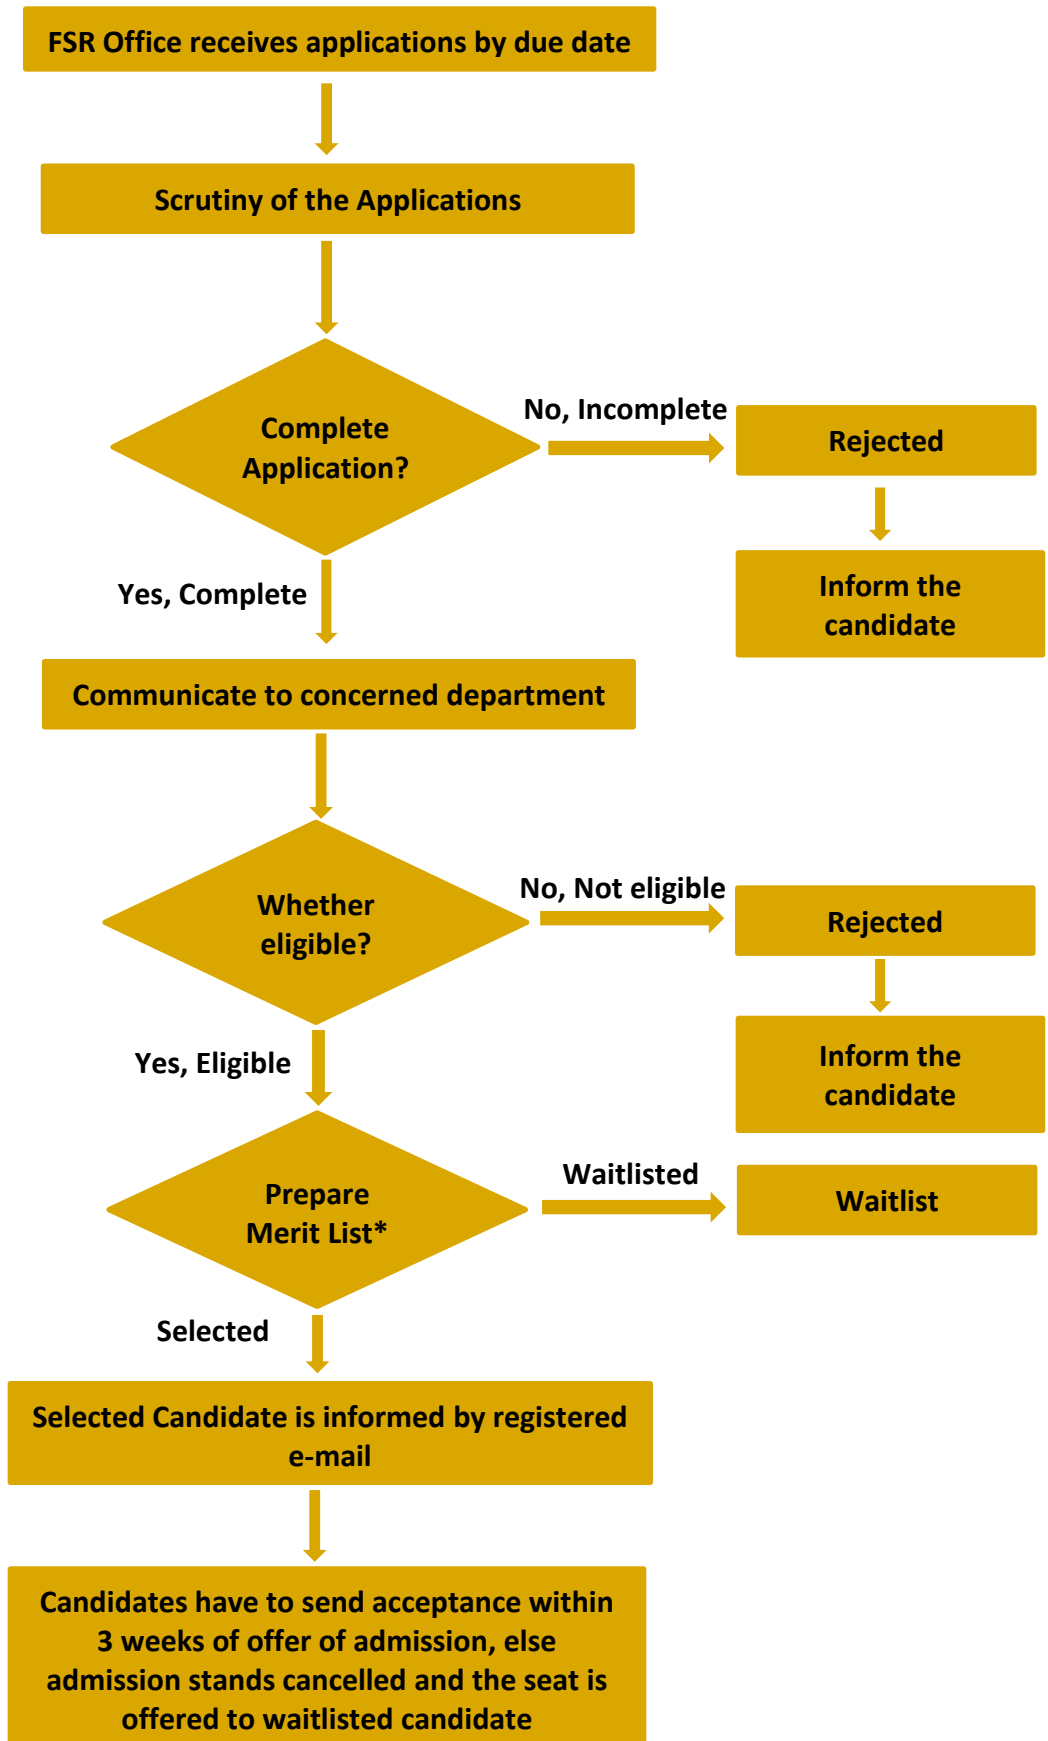 FSR Office receives applications by due date
Scrutiny of the Applications
Complete
Application?
No, Incomplete
Rejected
Inform the
candidate
Yes, Complete
Communicate to concerned department
Whether
eligible?
No, Not eligible
Rejected
Inform the
candidate
Yes, Eligible
Prepare
Merit List*
Waitlisted
Waitlist
Selected
Selected Candidate is informed by registered
e-mail
Candidates have to send acceptance within
3 weeks of offer of admission, else
admission stands cancelled and the seat is
offered to waitlisted candidate